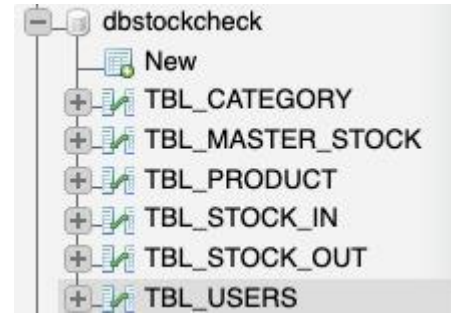 dbstockcheck
New
TBL_CATEGORY
TBL_MASTER_STOCK
TBL_PRODUCT
TBL_STOCK_IN
TBL_STOCK_OUT
TBL_USERS